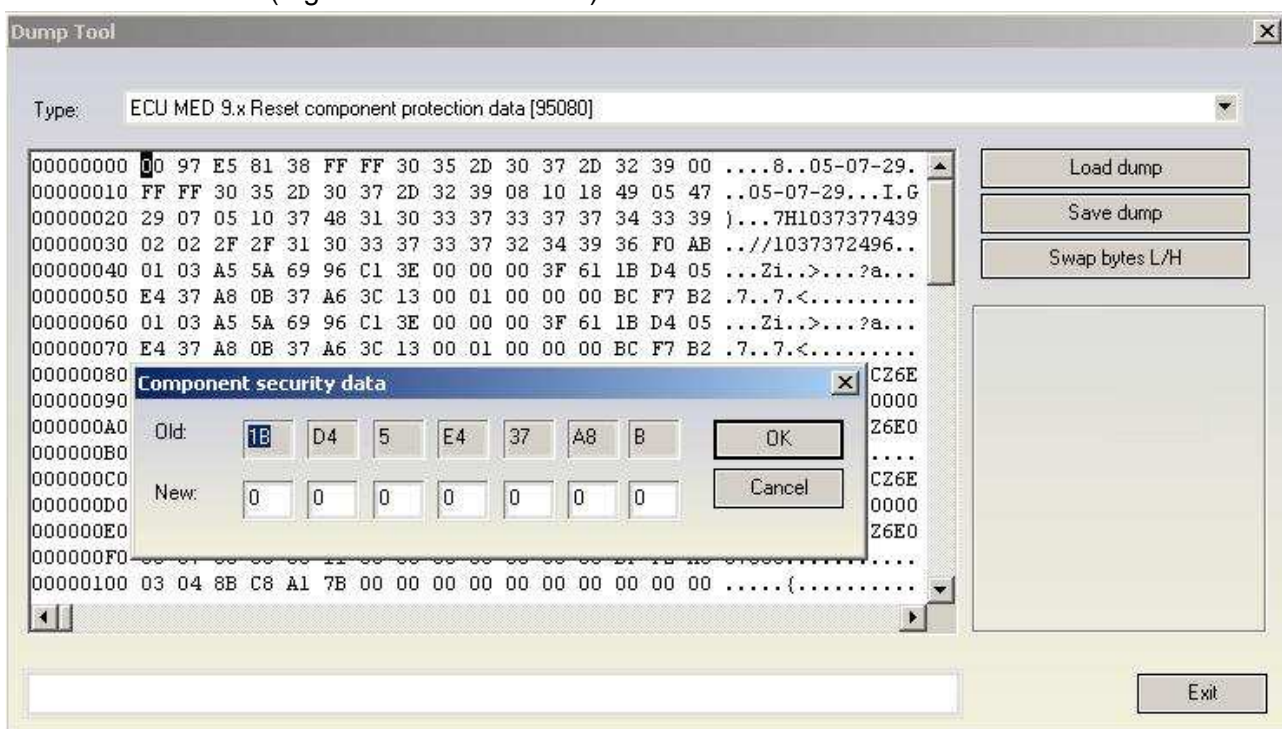 Dump Tool
Type: ECU MED 9.x Reset component protection data [95080]
00000000 00 97 E5 81 38 FF FF 30 35 2D 30 37 2D 32 39 00 ....8..05-07-29.
00000010 FF FF 30 35 2D 30 37 2D 32 39 08 10 18 49 05 47 ..05-07-29...I.G
00000020 29 07 05 10 37 48 31 30 33 37 33 37 37 34 33 39 )...7H1037377439
00000030 02 02 2F 2F 31 30 33 37 33 37 32 34 39 36 F0 AB ..//1037372496..
00000040 01 03 A5 5A 69 96 C1 3E 00 00 00 3F 61 1B D4 05 ...Zi..>...?a...
00000050 E4 37 A8 0B 37 A6 3C 13 00 01 00 00 00 BC F7 B2 .7..7.<.........
00000060 01 03 A5 5A 69 96 C1 3E 00 00 00 3F 61 1B D4 05 ...Zi..>...?a...
00000070 E4 37 A8 0B 37 A6 3C 13 00 01 00 00 00 BC F7 B2 .7..7.<.........
00000080 CZ6E
00000090 0000
000000A0 Z6E0
000000B0 ....
000000C0 CZ6E
000000D0 0000
000000E0 Z6E0
000000F0
00000100 03 04 8B C8 A1 7B 00 00 00 00 00 00 00 00 00 00 .....{..........
Load dump
Save dump
Swap bytes L/H
Component security data
Old: 1B D4 5 E4 37 A8 B
New: 0 0 0 0 0 0 0
OK
Cancel
Exit